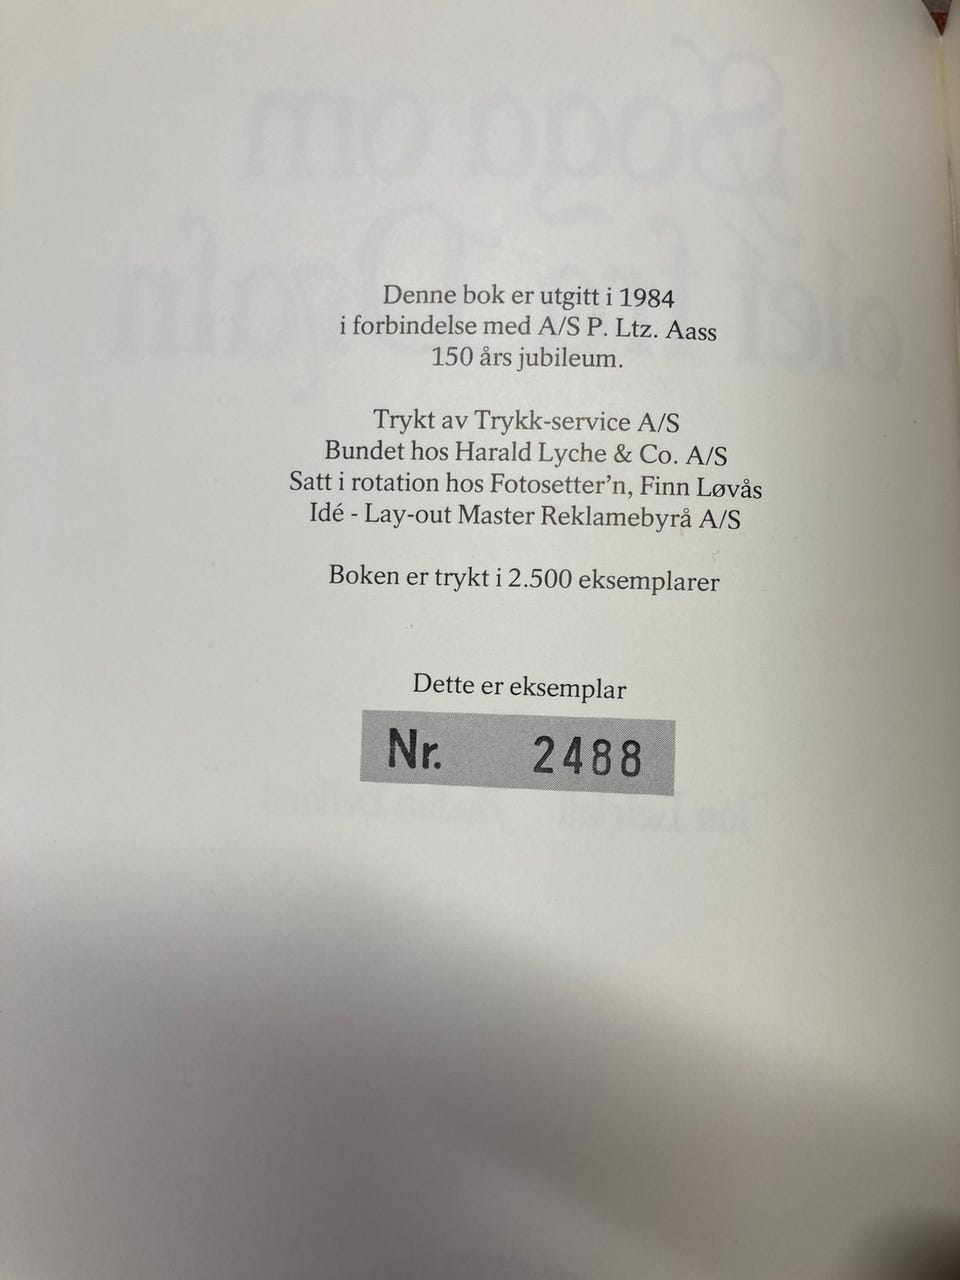 Denne bok er utgitt i 1984
i forbindelse med A/S P. Ltz. Aass
150 års jubileum.
Trykt av Trykk-service A/S
Bundet hos Harald Lyche & Co. A/S
Satt i rotation hos Fotosetter'n, Finn Løvås
Idé - Lay-out Master Reklamebyrå A/S
Boken er trykt i 2.500 eksemplarer
Dette er eksemplar
Nr. 2488